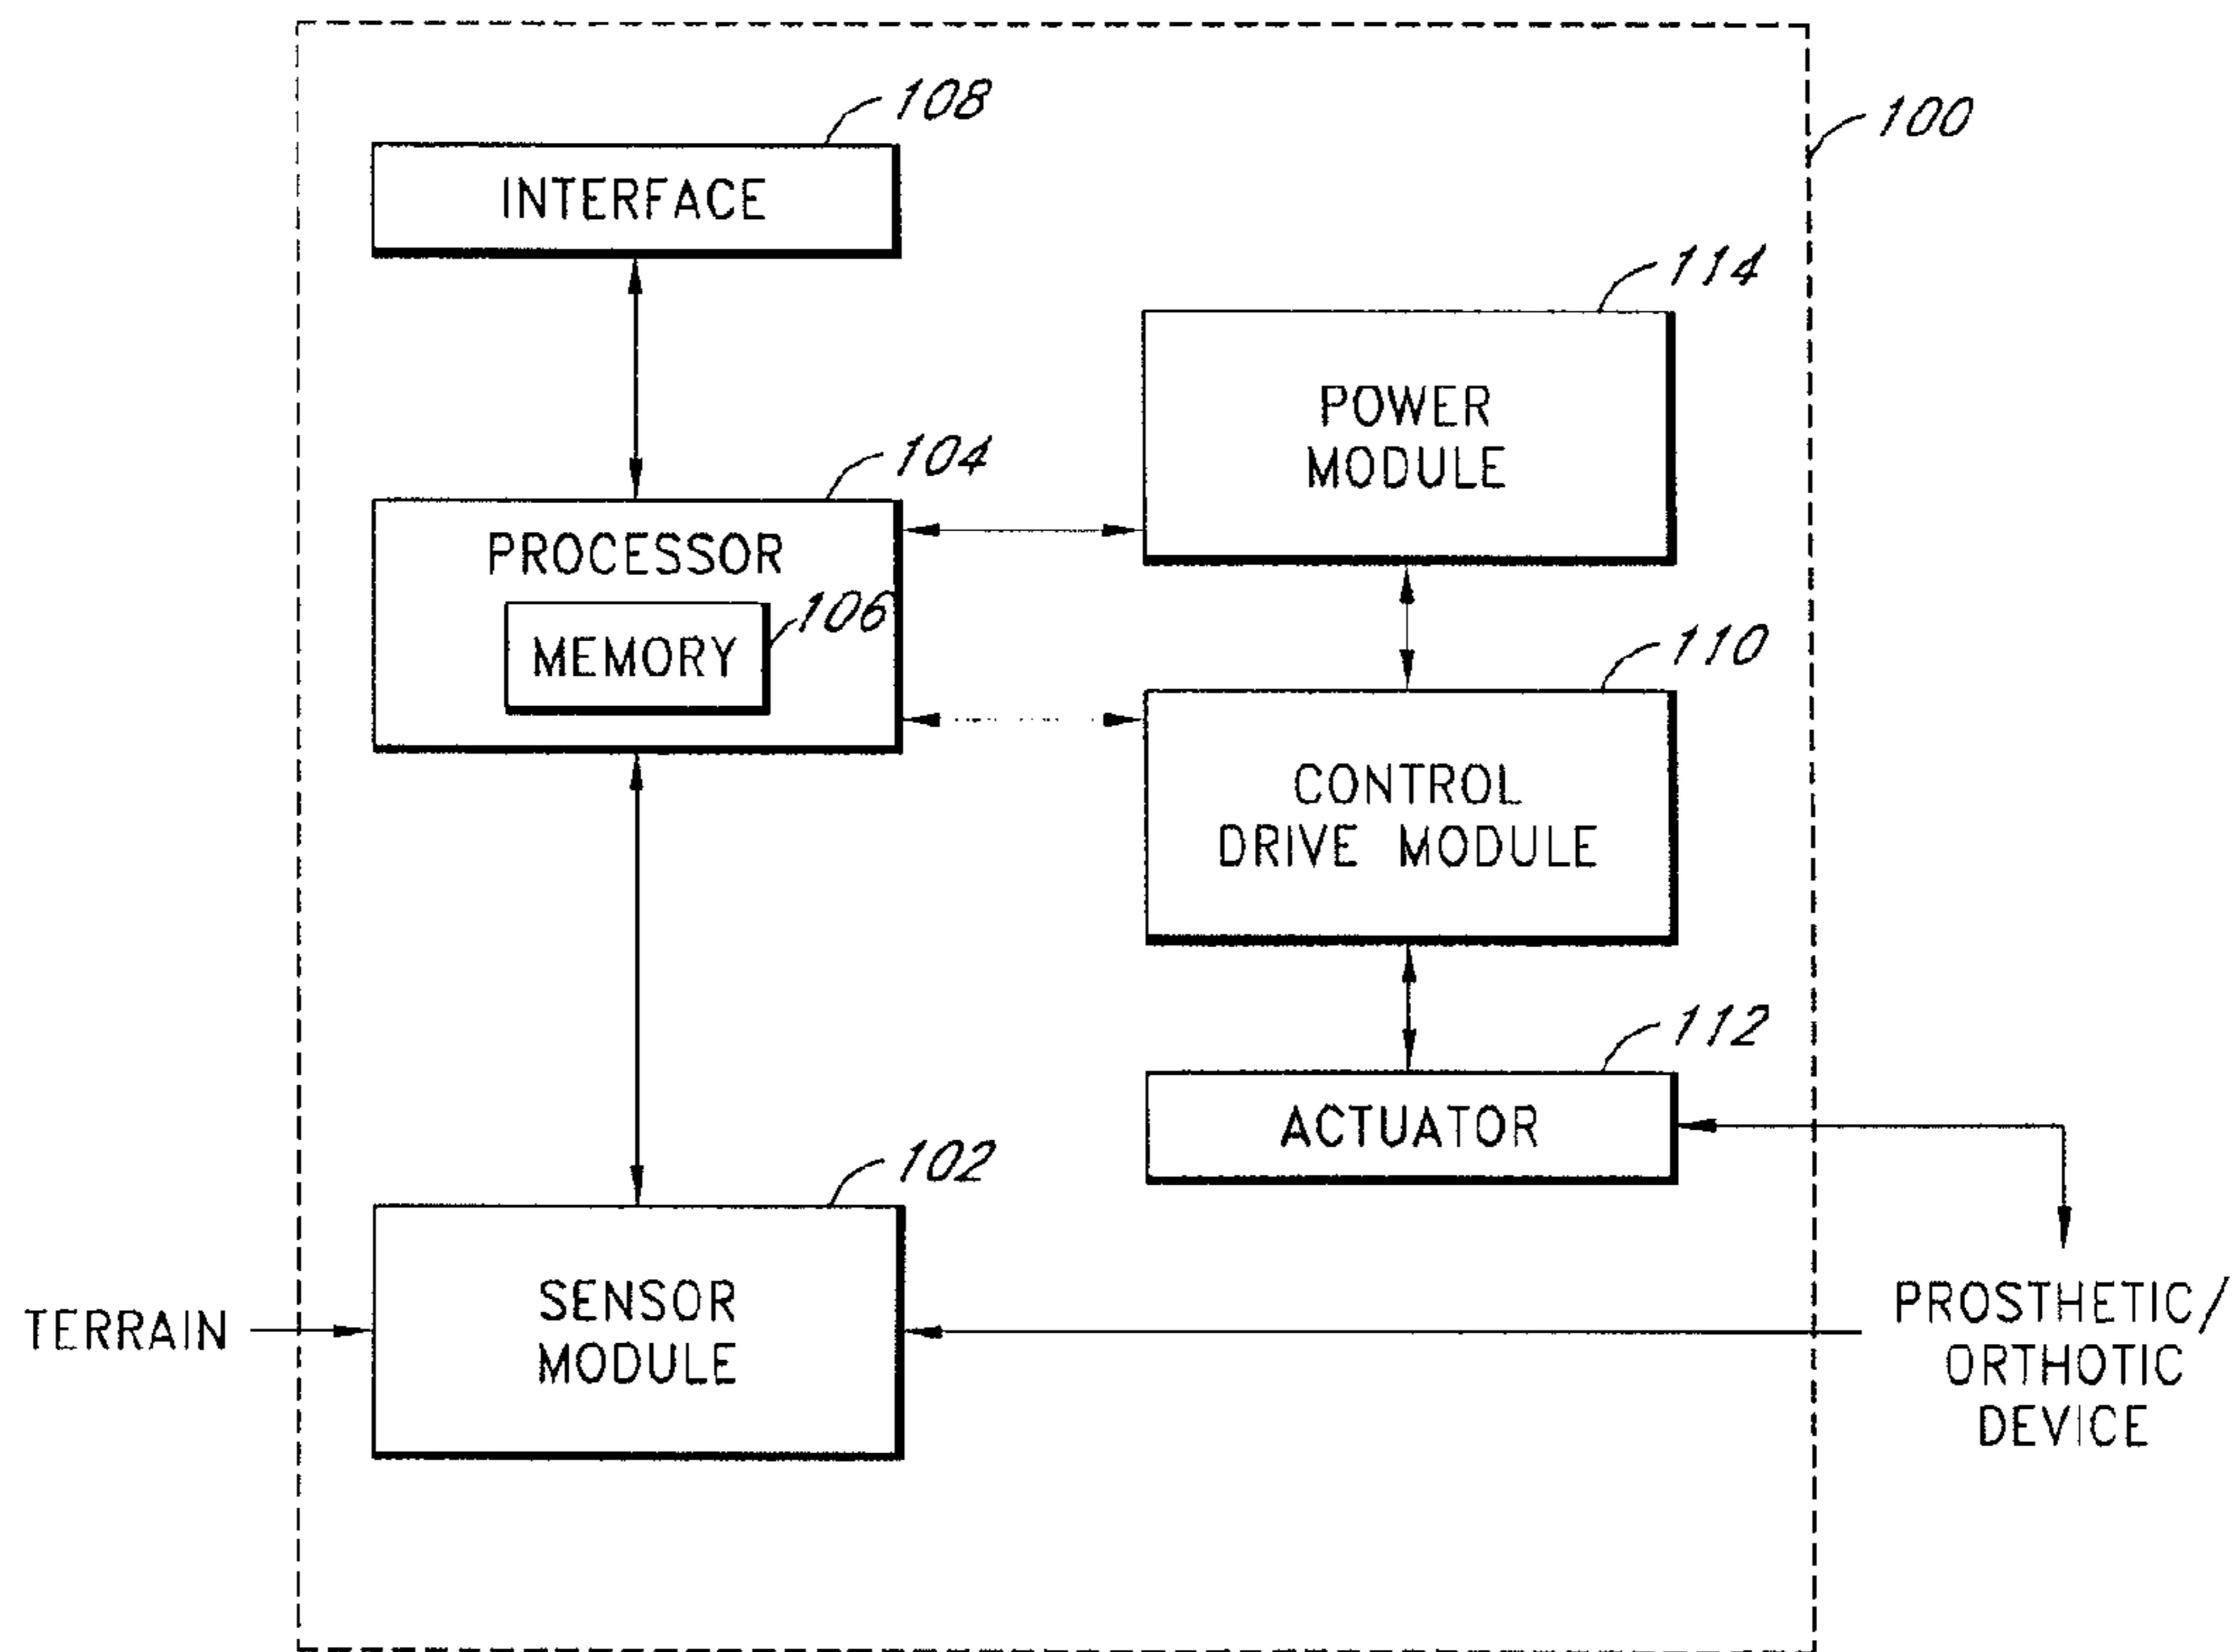 108
100
INTERFACE
114
POWER
MODULE
104
PROCESSOR
106
MEMORY
110
CONTROL
DRIVE MODULE
112
ACTUATOR
102
SENSOR
MODULE
TERRAIN
PROSTHETIC/
ORTHOTIC
DEVICE